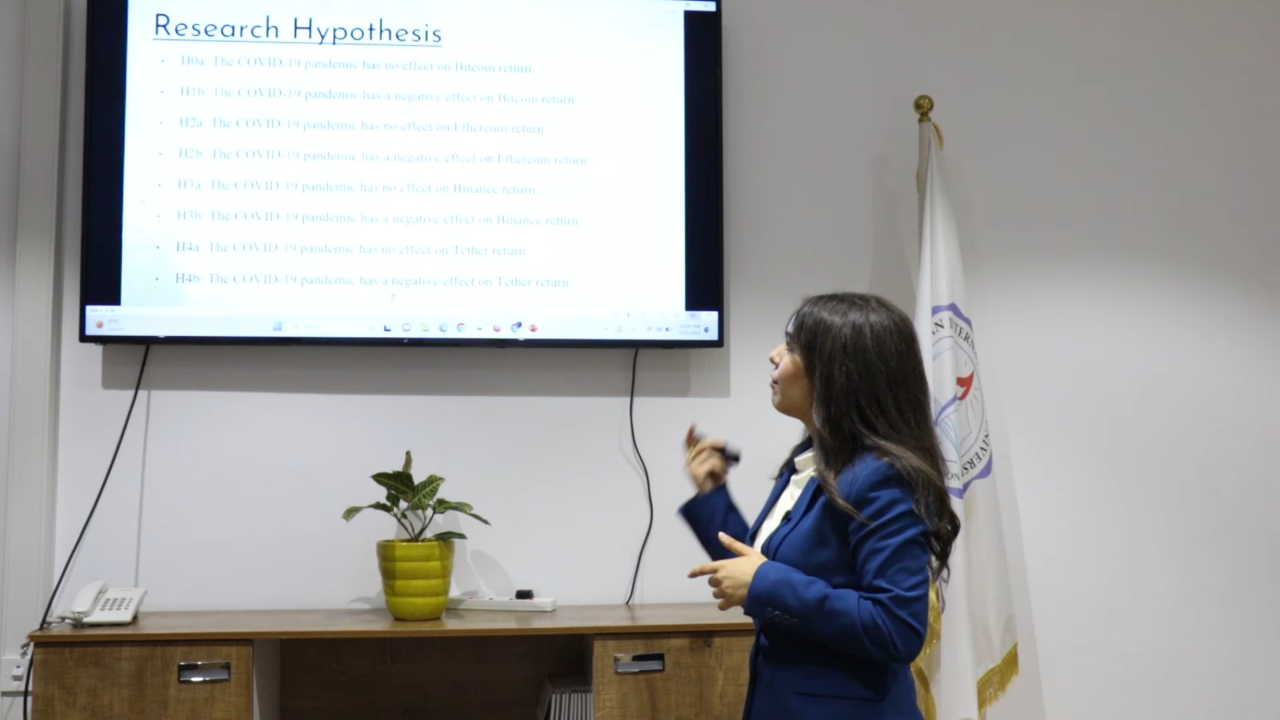 Research Hypothesis
• H0a: The COVID-19 pandemic has no effect on Bitcoin return.
• H1b: The COVID-19 pandemic has a negative effect on Bitcoin return.
• H2a: The COVID-19 pandemic has no effect on Ethereum return.
• H2b: The COVID-19 pandemic has a negative effect on Ethereum return.
• H3a: The COVID-19 pandemic has no effect on Binance return.
• H3b: The COVID-19 pandemic has a negative effect on Binance return.
• H4a: The COVID-19 pandemic has no effect on Tether return.
• H4b: The COVID-19 pandemic has a negative effect on Tether return.
7